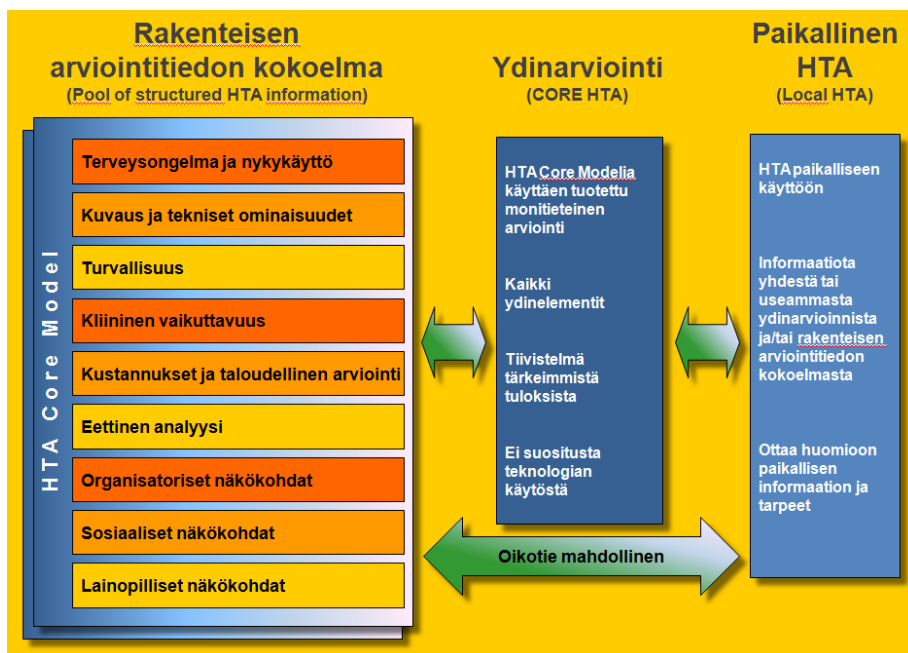 Rakenteisen
arviointitiedon kokoelma
(Pool of structured HTA information)
HTA Core Model
Terveysongelma ja nykykäyttö
Kuvaus ja tekniset ominaisuudet
Turvallisuus
Kliininen vaikuttavuus
Kustannukset ja taloudellinen arviointi
Eettinen analyysi
Organisatoriset näkökohdat
Sosiaaliset näkökohdat
Lainopilliset näkökohdat
Ydinarviointi
(CORE HTA)
HTA Core Modelia
käyttäen tuotettu
monitieteinen
arviointi
Kaikki
ydinelementit
Tiivistelmä
tärkeimmistä
tuloksista
Ei suositusta
teknologian
käytöstä
Paikallinen
HTA
(Local HTA)
HTA paikalliseen
käyttöön
Informaatiota
yhdestä tai
useammasta
ydinarvioinnista
ja/tai rakenteisen
arviointitiedon
kokoelmasta
Ottaa huomioon
paikallisen
informaation ja
tarpeet
Oikotie mahdollinen